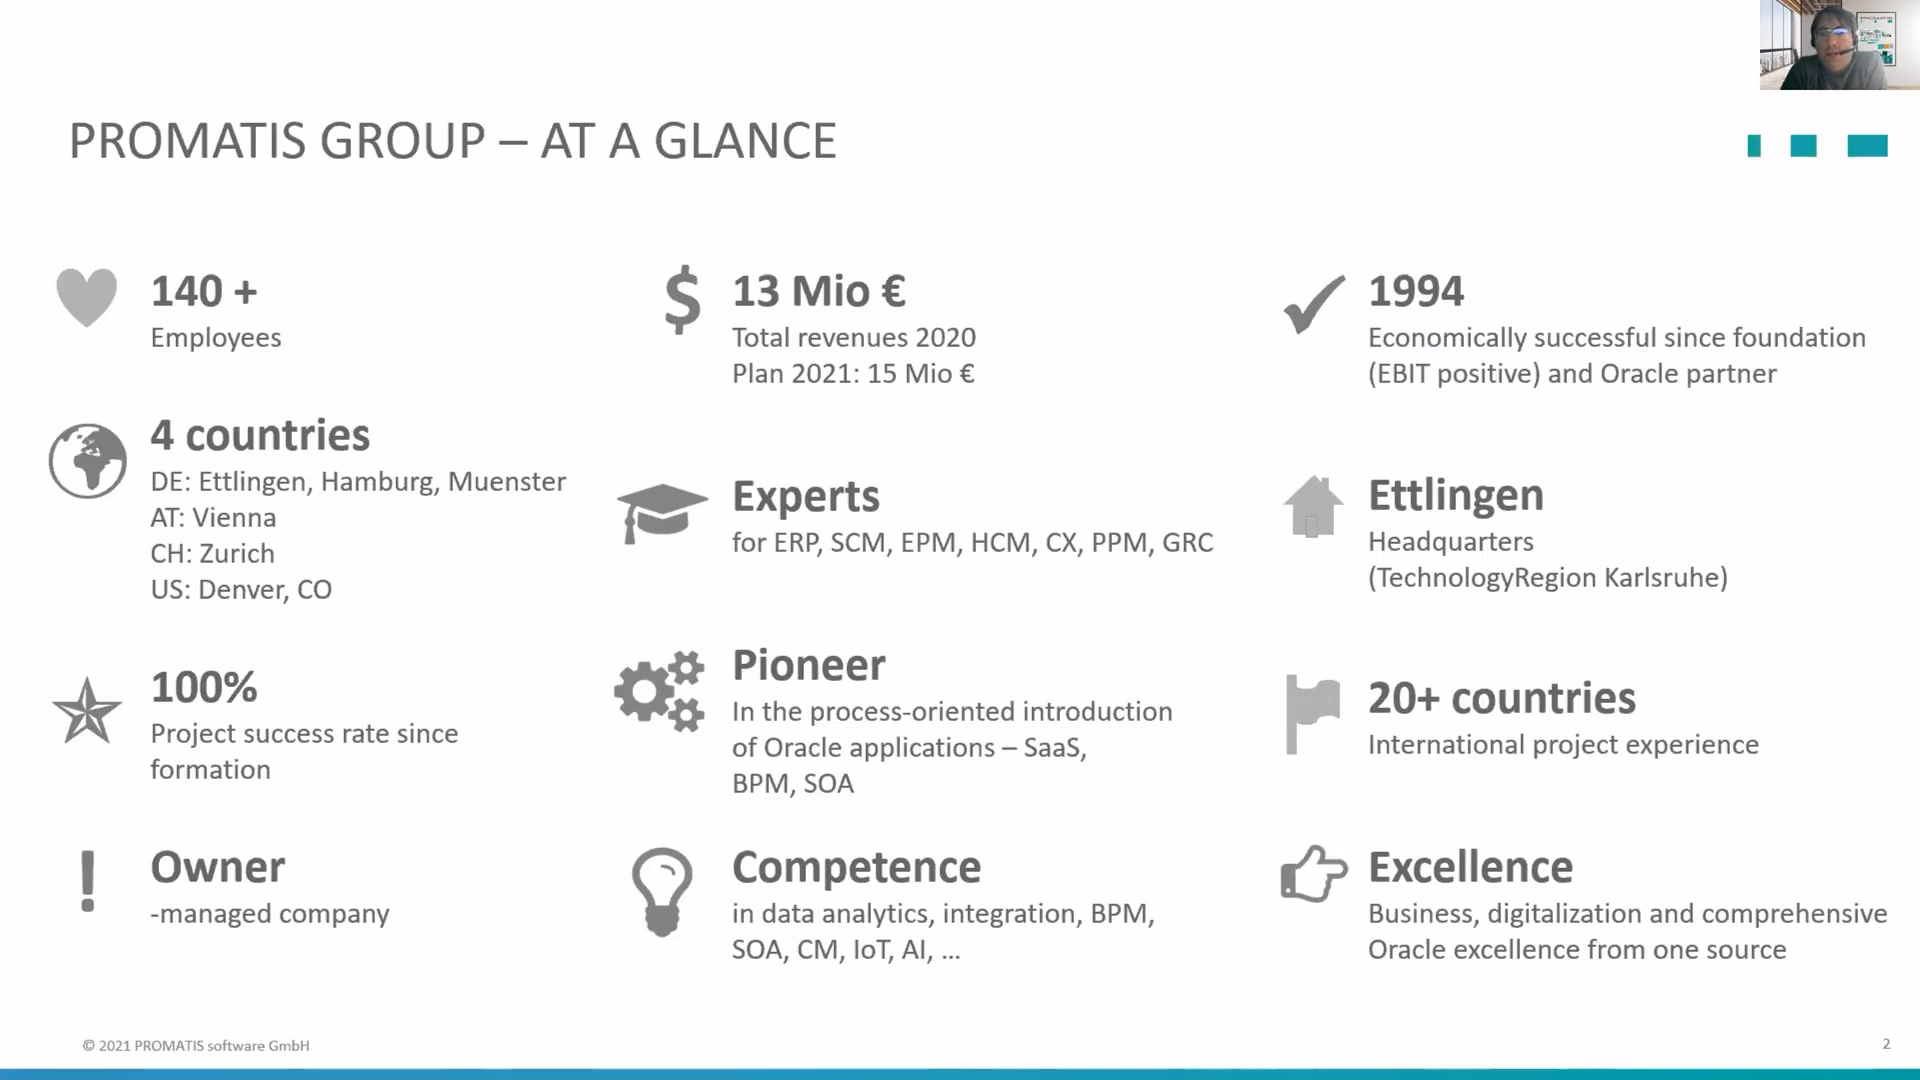 PROMATIS GROUP – AT A GLANCE
140 +
Employees
4 countries
DE: Ettlingen, Hamburg, Muenster
AT: Vienna
CH: Zurich
US: Denver, CO
100%
Project success rate since
formation
Owner
-managed company
$
13 Mio €
Total revenues 2020
Plan 2021: 15 Mio €
Experts
for ERP, SCM, EPM, HCM, CX, PPM, GRC
Pioneer
In the process-oriented introduction
of Oracle applications – SaaS,
BPM, SOA
Competence
in data analytics, integration, BPM,
SOA, CM, IoT, AI, ...
1994
Economically successful since foundation
(EBIT positive) and Oracle partner
Ettlingen
Headquarters
(TechnologyRegion Karlsruhe)
20+ countries
International project experience
Excellence
Business, digitalization and comprehensive
Oracle excellence from one source
© 2021 PROMATIS software GmbH
2